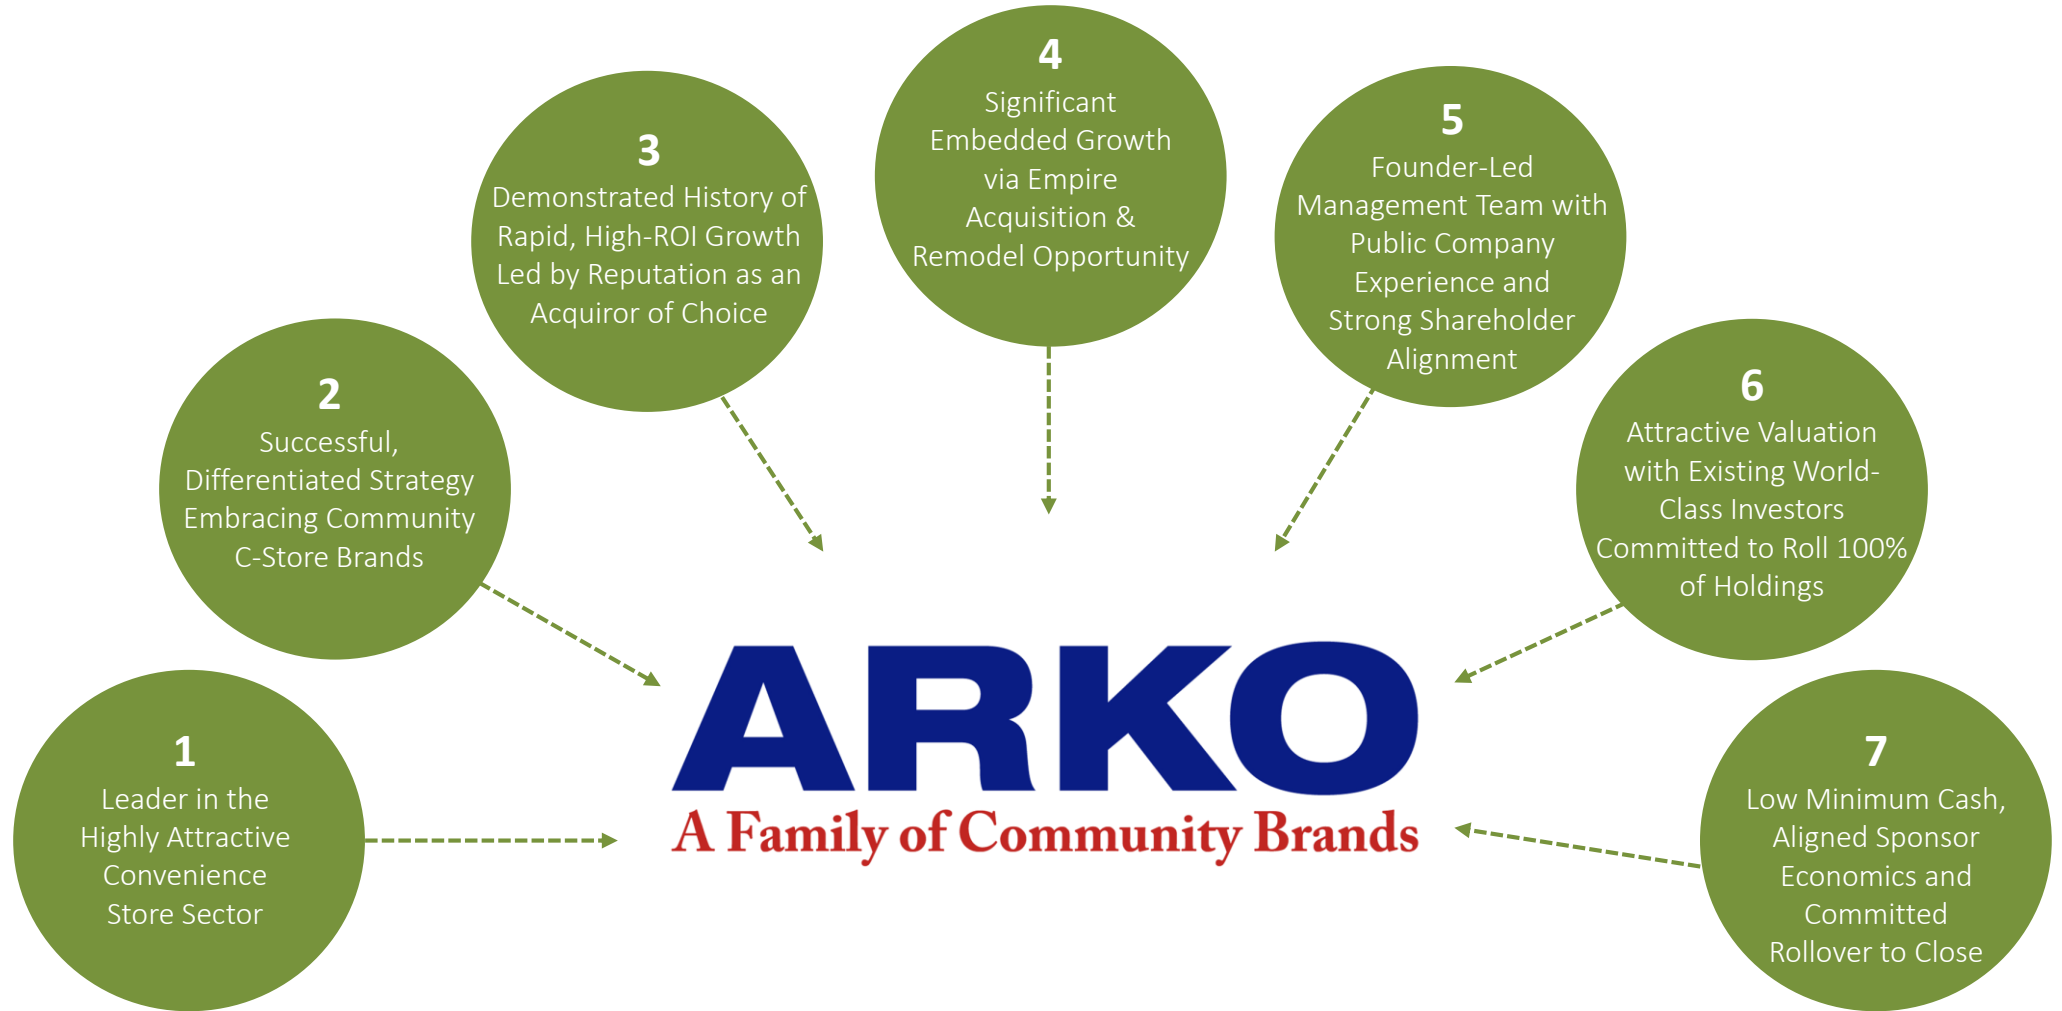 1
Leader in the
Highly Attractive
Convenience
Store Sector
2
Successful,
Differentiated Strategy
Embracing Community
C-Store Brands
3
Demonstrated History of
Rapid, High-ROI Growth
Led by Reputation as an
Acquiror of Choice
4
Significant
Embedded Growth
via Empire
Acquisition &
Remodel Opportunity
5
Founder-Led
Management Team with
Public Company
Experience and
Strong Shareholder
Alignment
6
Attractive Valuation
with Existing World-
Class Investors
Committed to Roll 100%
of Holdings
7
Low Minimum Cash,
Aligned Sponsor
Economics and
Committed
Rollover to Close
ARKO
A Family of Community Brands